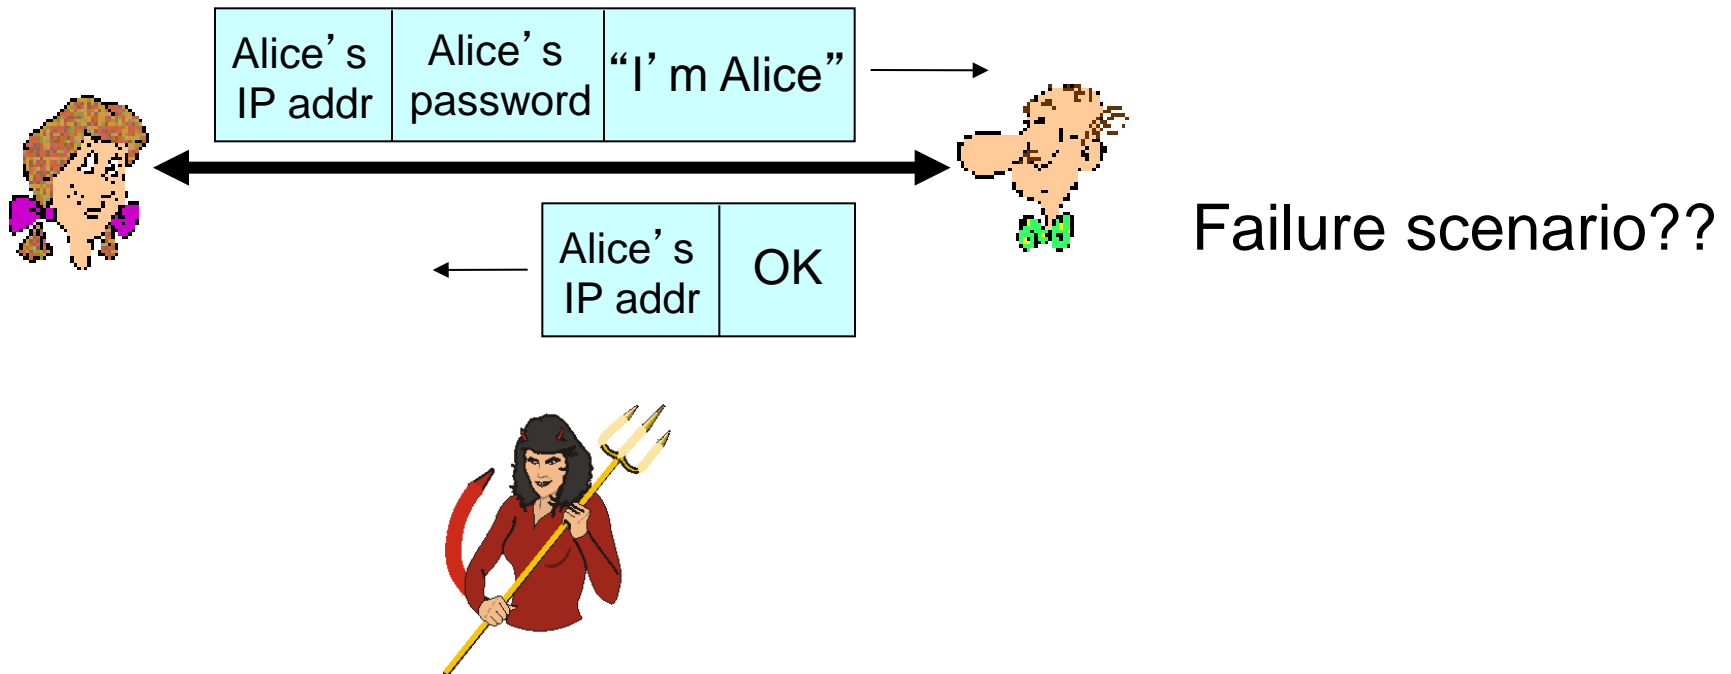 Alice’s
IP addr
Alice’s
password
“I’m Alice”
Alice’s
IP addr
OK
Failure scenario??